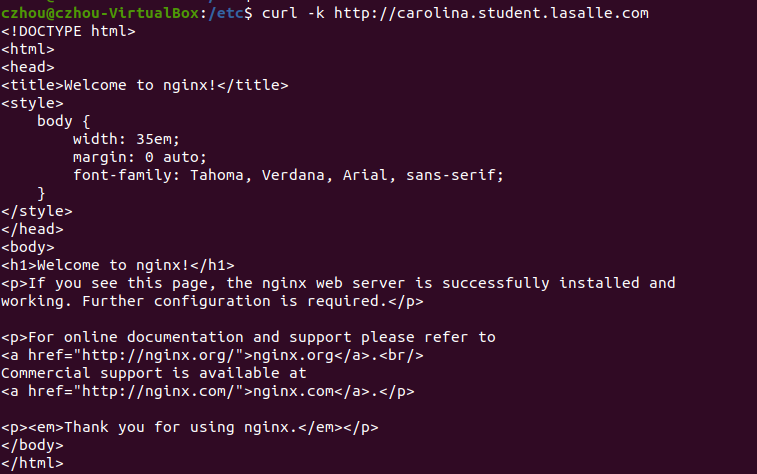 czhou@czhou-VirtualBox:/etc$ curl -k http://carolina.student.lasalle.com
<!DOCTYPE html>
<html>
<head>
<title>Welcome to nginx!</title>
<style>
    body {
        width: 35em;
        margin: 0 auto;
        font-family: Tahoma, Verdana, Arial, sans-serif;
    }
</style>
</head>
<body>
<h1>Welcome to nginx!</h1>
<p>If you see this page, the nginx web server is successfully installed and
working. Further configuration is required.</p>

<p>For online documentation and support please refer to
<a href="http://nginx.org/">nginx.org</a>.<br/>
Commercial support is available at
<a href="http://nginx.com/">nginx.com</a>.</p>

<p><em>Thank you for using nginx.</em></p>
</body>
</html>